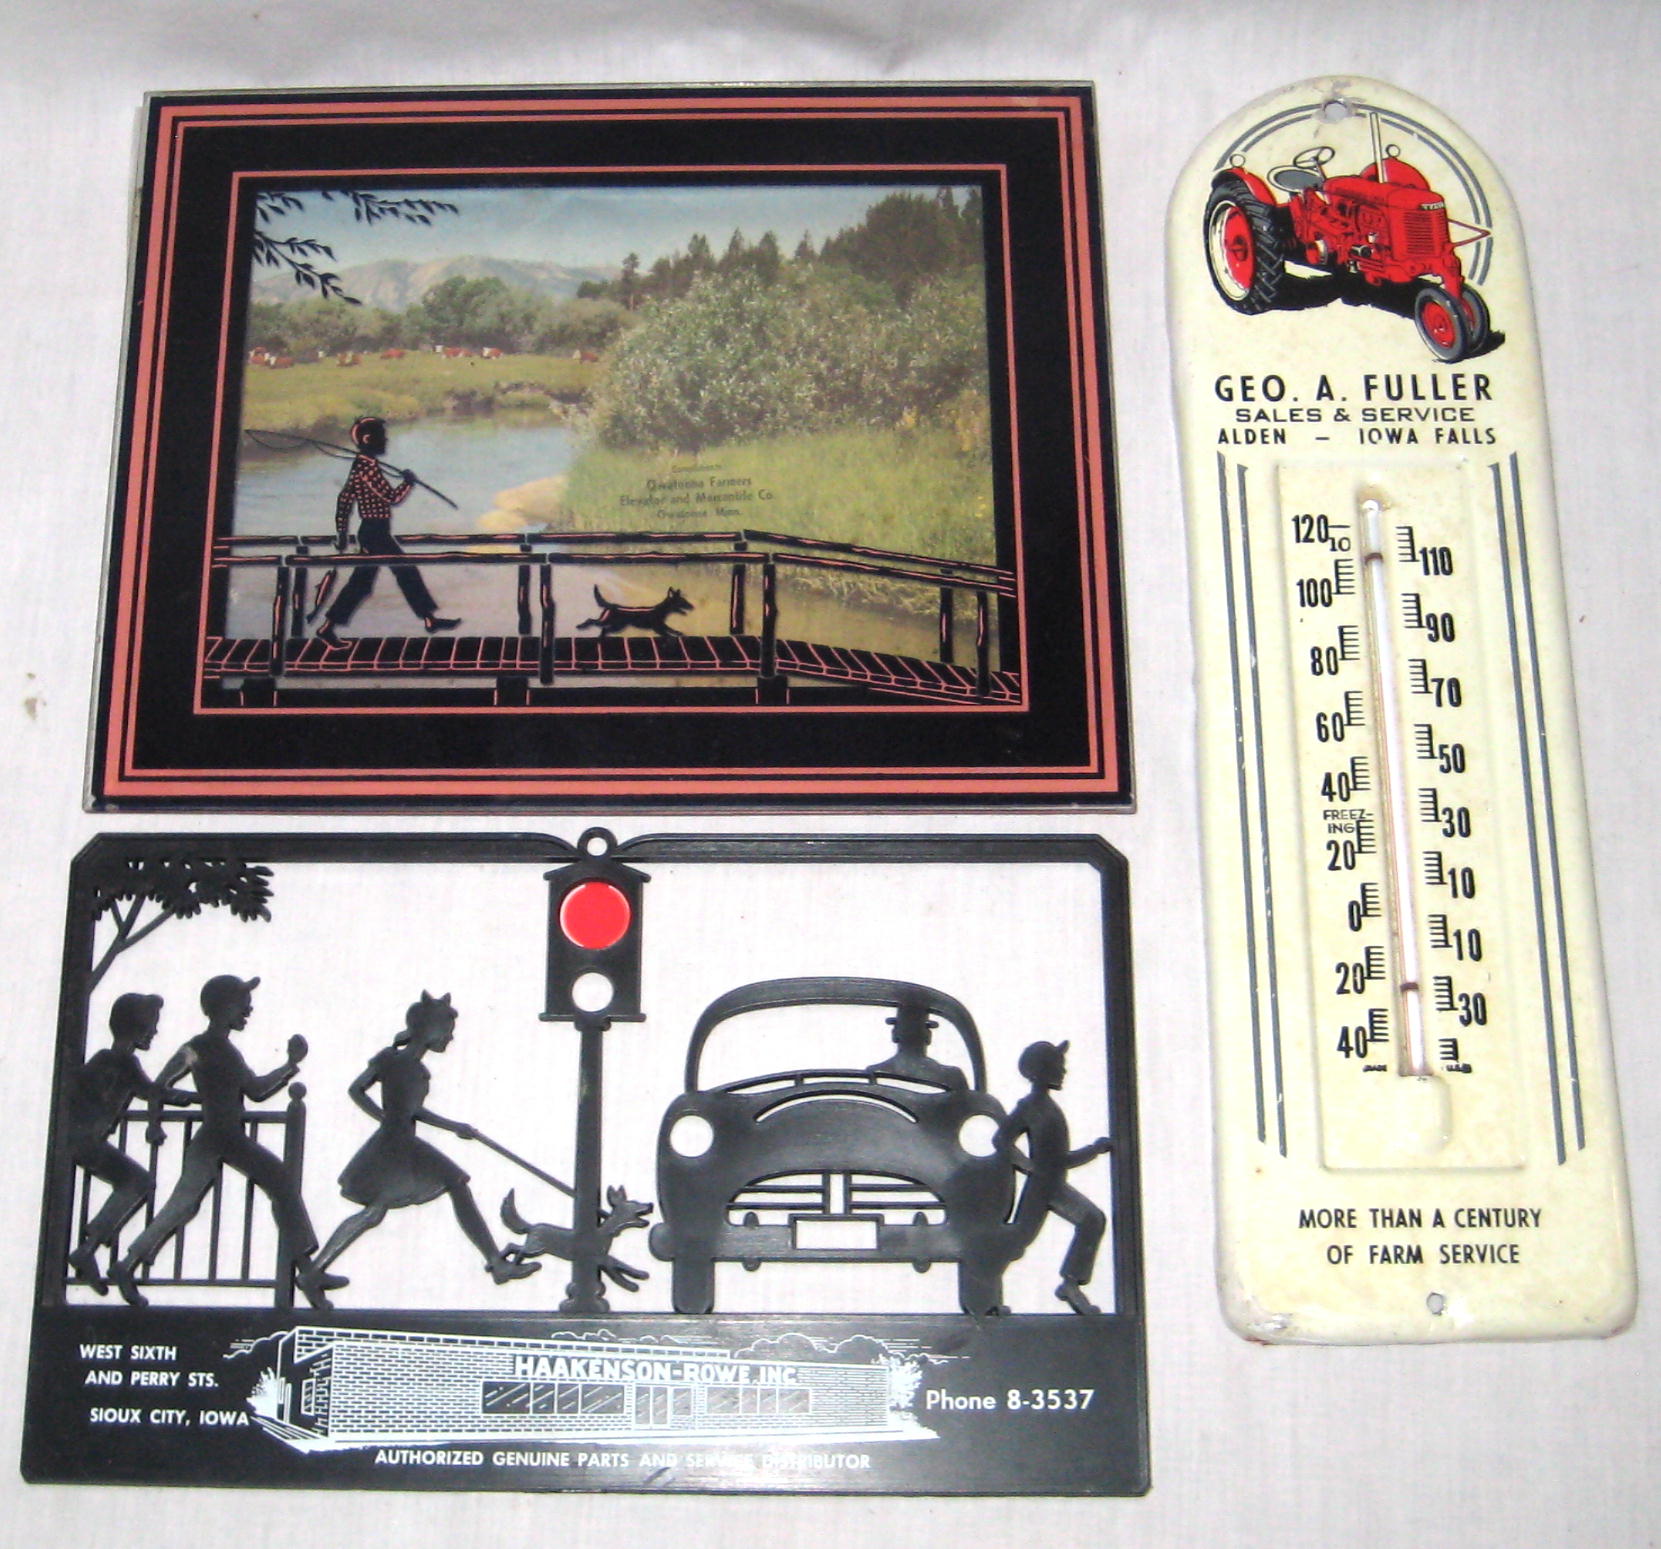 Compliments
Owatonna Farmers
Elevator and Mercantile Co.
Owatonna, Minn.
GEO. A. FULLER
SALES & SERVICE
ALDEN – IOWA FALLS
120
10
110
100
90
80
70
60
50
40
30
FREEZ-
ING
20
10
0
10
20
30
40
MADE
U.S.A.
MORE THAN A CENTURY
OF FARM SERVICE
WEST SIXTH
AND PERRY STS.
SIOUX CITY, IOWA
HAAKENSON-ROWE, INC.
Phone 8-3537
AUTHORIZED GENUINE PARTS AND SERVICE DISTRIBUTOR